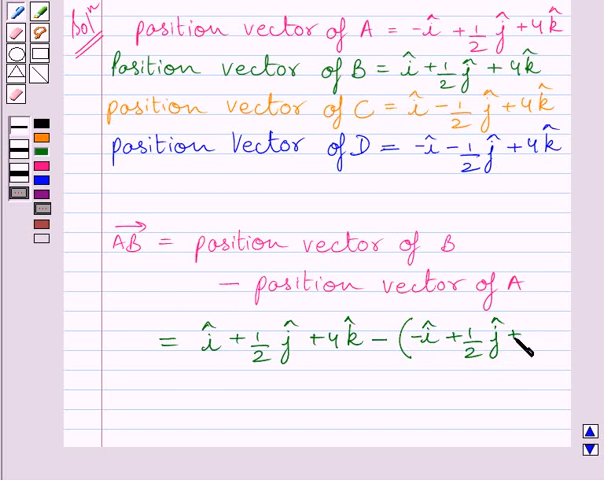 Solⁿ position vector of A = -î + 1/2 ĵ + 4k̂
Position vector of B = î + 1/2 ĵ + 4k̂
position vector of C = î - 1/2 ĵ + 4k̂
position Vector of D = -î - 1/2 ĵ + 4k̂
AB⃗ = position vector of B
- position vector of A
= î + 1/2 ĵ + 4k̂ - (-î + 1/2 ĵ +